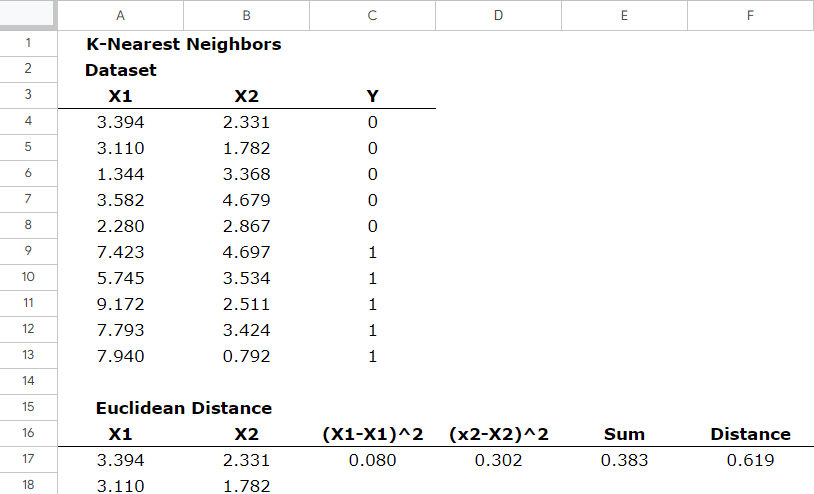 A B C D E F
1 K-Nearest Neighbors
2 Dataset
3 X1 X2 Y
4 3.394 2.331 0
5 3.110 1.782 0
6 1.344 3.368 0
7 3.582 4.679 0
8 2.280 2.867 0
9 7.423 4.697 1
10 5.745 3.534 1
11 9.172 2.511 1
12 7.793 3.424 1
13 7.940 0.792 1
14
15 Euclidean Distance
16 X1 X2 (X1-X1)^2 (x2-X2)^2 Sum Distance
17 3.394 2.331 0.080 0.302 0.383 0.619
18 3.110 1.782